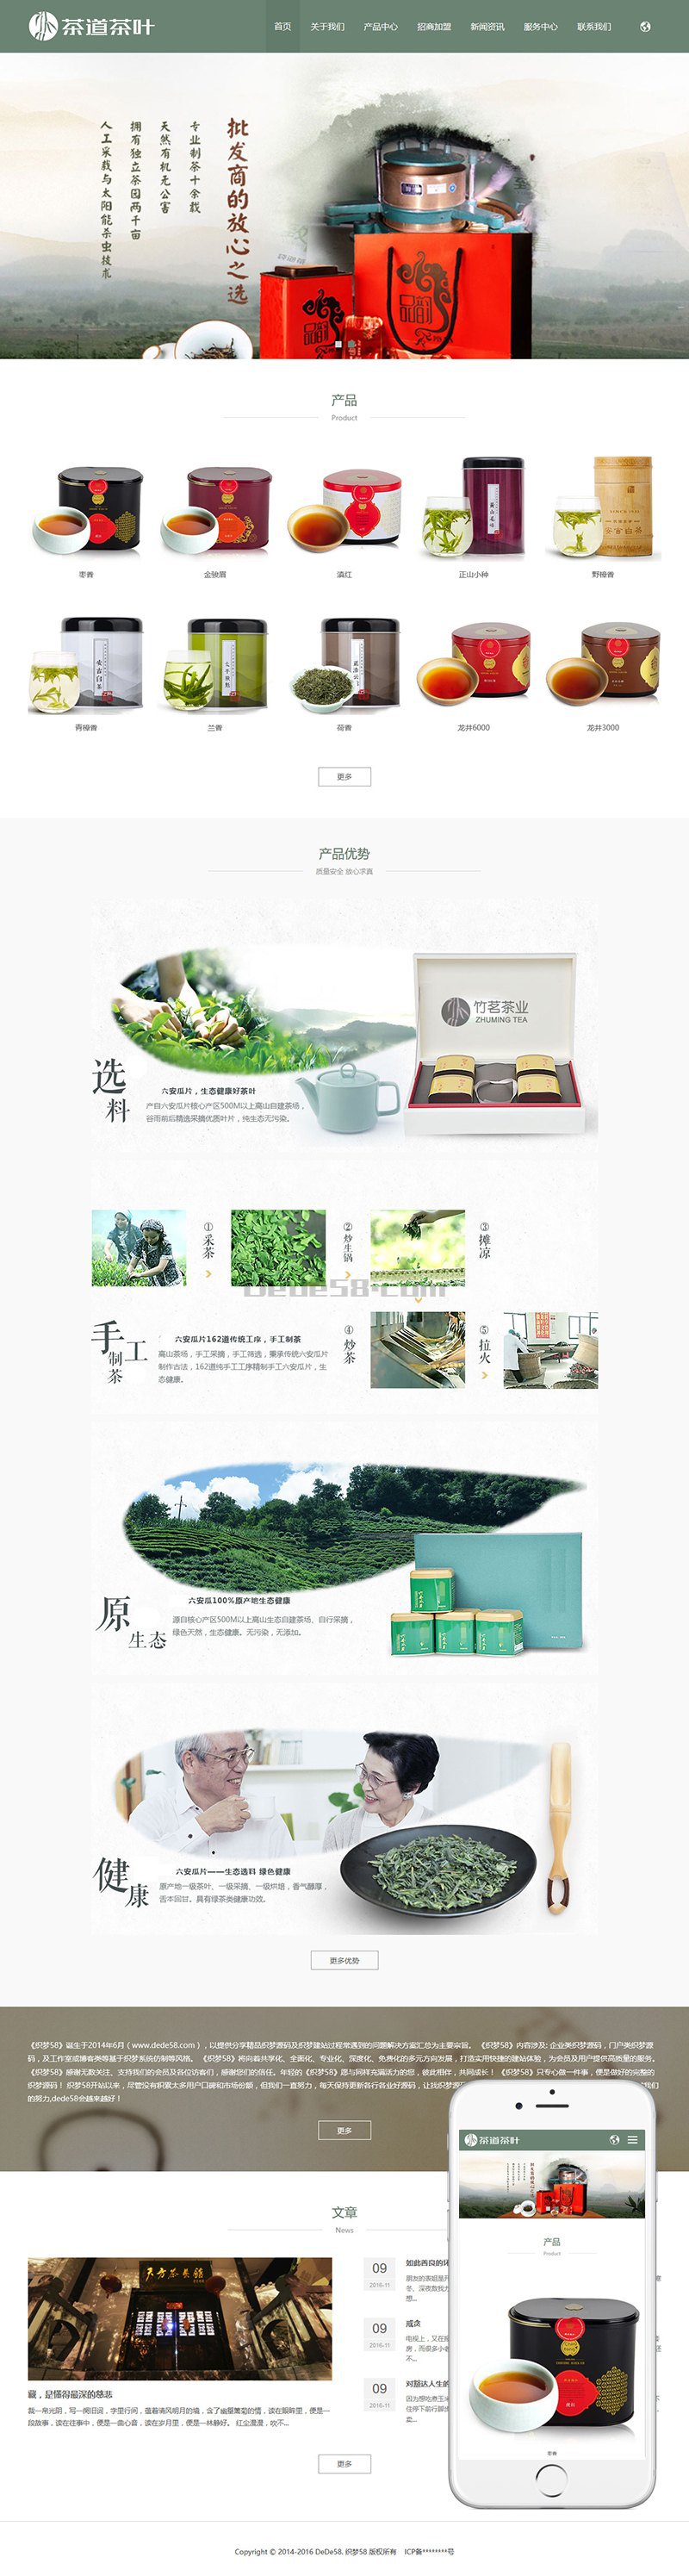 茶道茶叶
首页 关于我们 产品中心 招商加盟 新闻资讯 服务中心 联系我们
批发商的放心之选
专业制茶十余载
天然有机无公害
拥有独立茶园两千亩
人工采栽与太阳能杀虫技术
品韵
品韵
产品
Product
枣香 金骏眉 滇红 正山小种 野樟香
青樟香 兰香 荷香 龙井6000 龙井3000
更多
产品优势
质量安全 放心求真
竹茗茶业
ZHUMING TEA
选料
六安瓜片，生态健康好茶叶
产自六安瓜片核心产区500M以上高山自建茶场，
谷雨前后精选采摘优质叶片，纯生态无污染。
①采茶
②炒生锅
③摊凉
Dede58.com
手工制茶
六安瓜片162道传统工序，手工制茶
高山茶场，手工采摘，手工筛选，秉承传统六安瓜片
制作古法，162道纯手工工序精制手工六安瓜片，生
态健康。
④炒茶
⑤拉火
原生态
六安瓜100%原产地生态健康
源自核心产区500M以上高山生态自建茶场、自行采摘，
绿色天然，生态健康。无污染，无添加。
健康
六安瓜片——生态选料 绿色健康
原产地一级茶叶、一级采摘、一级烘培，香气醇厚，
舌本回甘。具有绿茶类健康功效。
更多优势
《织梦58》诞生于2014年6月（www.dede58.com），以提供分享精品织梦源码及织梦建站过程常遇到的问题解决方案汇总为主要宗旨。 《织梦58》内容涉及: 企业类织梦源码，门户类织梦源
码，及工作室或博客类等基于织梦系统仿制等风格。 《织梦58》将向着共享化、全面化、专业化、深度化、免费化的多元方向发展，打造实用快捷的建站体验，为会员及用户提供高质量的服务。
《织梦58》感谢无数关注、支持我们的会员及各位访客们，感谢您们的信任。年轻的《织梦58》愿与同样充满活力的您，彼此相伴，共同成长！ 《织梦58》只专心做一件事，便是做好的完整的
织梦源码！ 织梦58开站以来，尽管没有积累太多用户口碑和市场份额，但我们一直努力，每天保持更新各行各业好源码，让找织梦源
我们
的努力,dede58会越来越好！
更多
文章
News
藏，是懂得最深的慈悲
裁一帘光阴，写一阙旧词，字里行间，蕴着清风明月的墙，含了幽壑蕙菊的情，读在眼眸里，便是一
段故事，读在往事中，便是一曲心音，读在岁月里，便是一味静好。 红尘漫漫，吹不...
09
2016-11
如此善良的坏
09
2016-11
咸贪
09
2016-11
对豁达人生的
更多
茶道茶叶
产品
Product
枣香
Copyright © 2014-2016 DeDe58. 织梦58 版权所有 ICP备********号